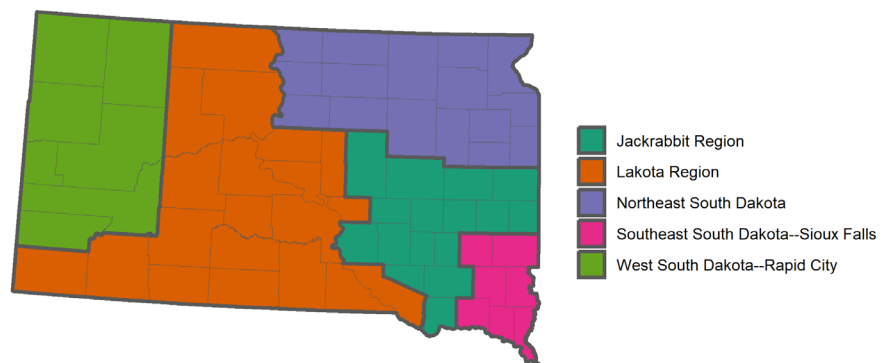 Jackrabbit Region
Lakota Region
Northeast South Dakota
Southeast South Dakota--Sioux Falls
West South Dakota--Rapid City